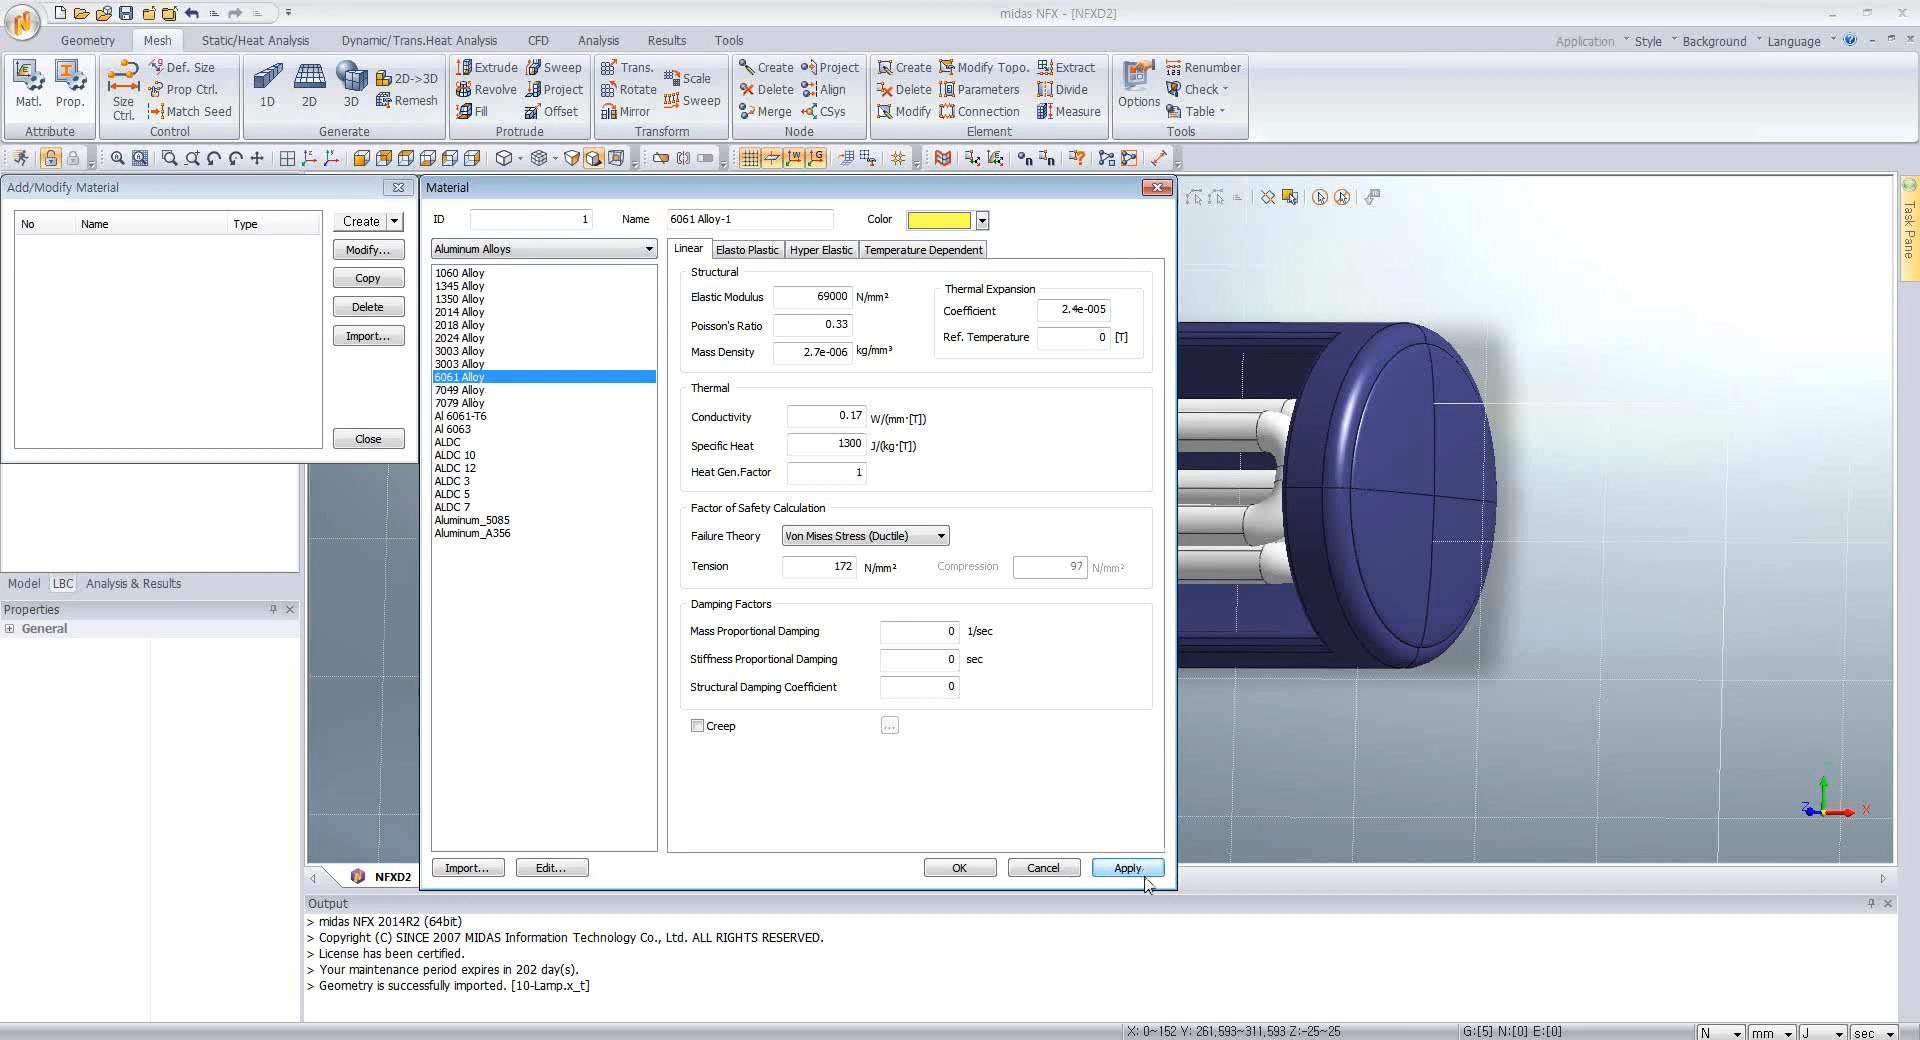 midas NFX - [NFXD2]
Geometry Mesh Static/Heat Analysis Dynamic/Trans.Heat Analysis CFD Analysis Results Tools
Application Style Background Language
Matl. Prop.
Attribute
Size Ctrl.
Def. Size
Prop Ctrl.
Match Seed
Control
1D 2D 3D
2D->3D
Remesh
Generate
Extrude Sweep
Revolve Project
Fill Offset
Protrude
Trans.
Rotate
Mirror
Scale
Sweep
Transform
Create Project
Delete Align
Merge CSys
Node
Create Modify Topo. Extract
Delete Parameters Divide
Modify Connection Measure
Element
Options
Renumber
Check
Table
Tools
Add/Modify Material
No Name Type
Create
Modify...
Copy
Delete
Import...
Close
Model LBC Analysis & Results
Properties
General
Material
ID 1 Name 6061 Alloy-1 Color
Aluminum Alloys
1060 Alloy
1345 Alloy
1350 Alloy
2014 Alloy
2018 Alloy
2024 Alloy
3003 Alloy
3003 Alloy
6061 Alloy
7049 Alloy
7079 Alloy
Al 6061-T6
Al 6063
ALDC
ALDC 10
ALDC 12
ALDC 3
ALDC 5
ALDC 7
Aluminum_5085
Aluminum_A356
Import... Edit...
Linear Elasto Plastic Hyper Elastic Temperature Dependent
Structural
Elastic Modulus 69000 N/mm²
Poisson's Ratio 0.33
Mass Density 2.7e-006 kg/mm³
Thermal Expansion
Coefficient 2.4e-005
Ref. Temperature 0 [T]
Thermal
Conductivity 0.17 W/(mm·[T])
Specific Heat 1300 J/(kg·[T])
Heat Gen.Factor 1
Factor of Safety Calculation
Failure Theory Von Mises Stress (Ductile)
Tension 172 N/mm² Compression 97 N/mm²
Damping Factors
Mass Proportional Damping 0 1/sec
Stiffness Proportional Damping 0 sec
Structural Damping Coefficient 0
Creep ...
OK Cancel Apply
Task Pane
Y
Z X
NFXD2
Output
> midas NFX 2014R2 (64bit)
> Copyright (C) SINCE 2007 MIDAS Information Technology Co., Ltd. ALL RIGHTS RESERVED.
> License has been certified.
> Your maintenance period expires in 202 day(s).
> Geometry is successfully imported. [10-Lamp.x_t]
X: 0~152 Y: 261,593~311,593 Z:-25~25 G:[5] N:[0] E:[0] N mm J sec